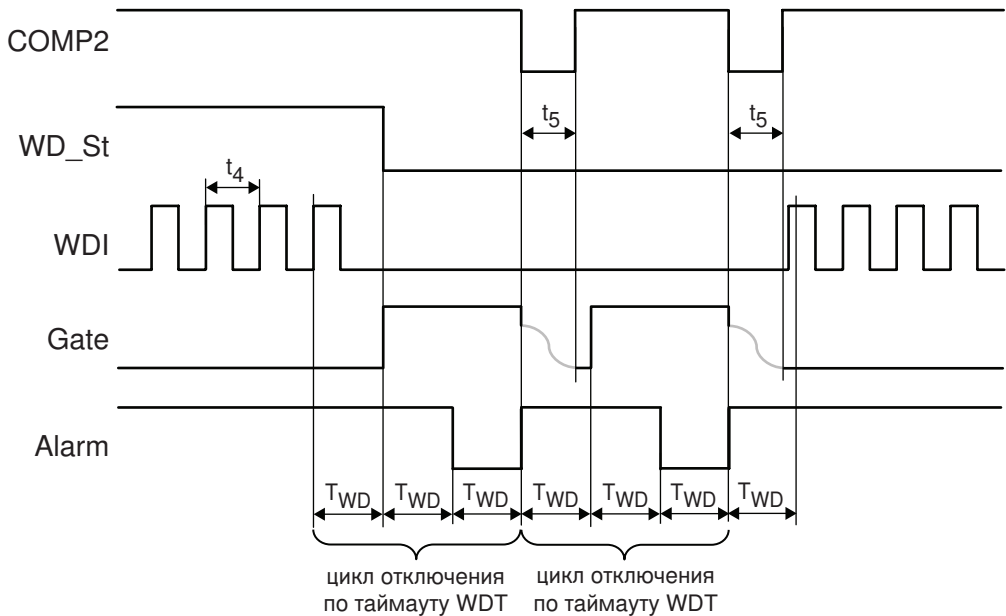 COMP2
t5 t5
WD_St
t4
WDI
Gate
Alarm
TWD TWD TWD TWD TWD TWD TWD
цикл отключения цикл отключения
по таймауту WDT по таймауту WDT